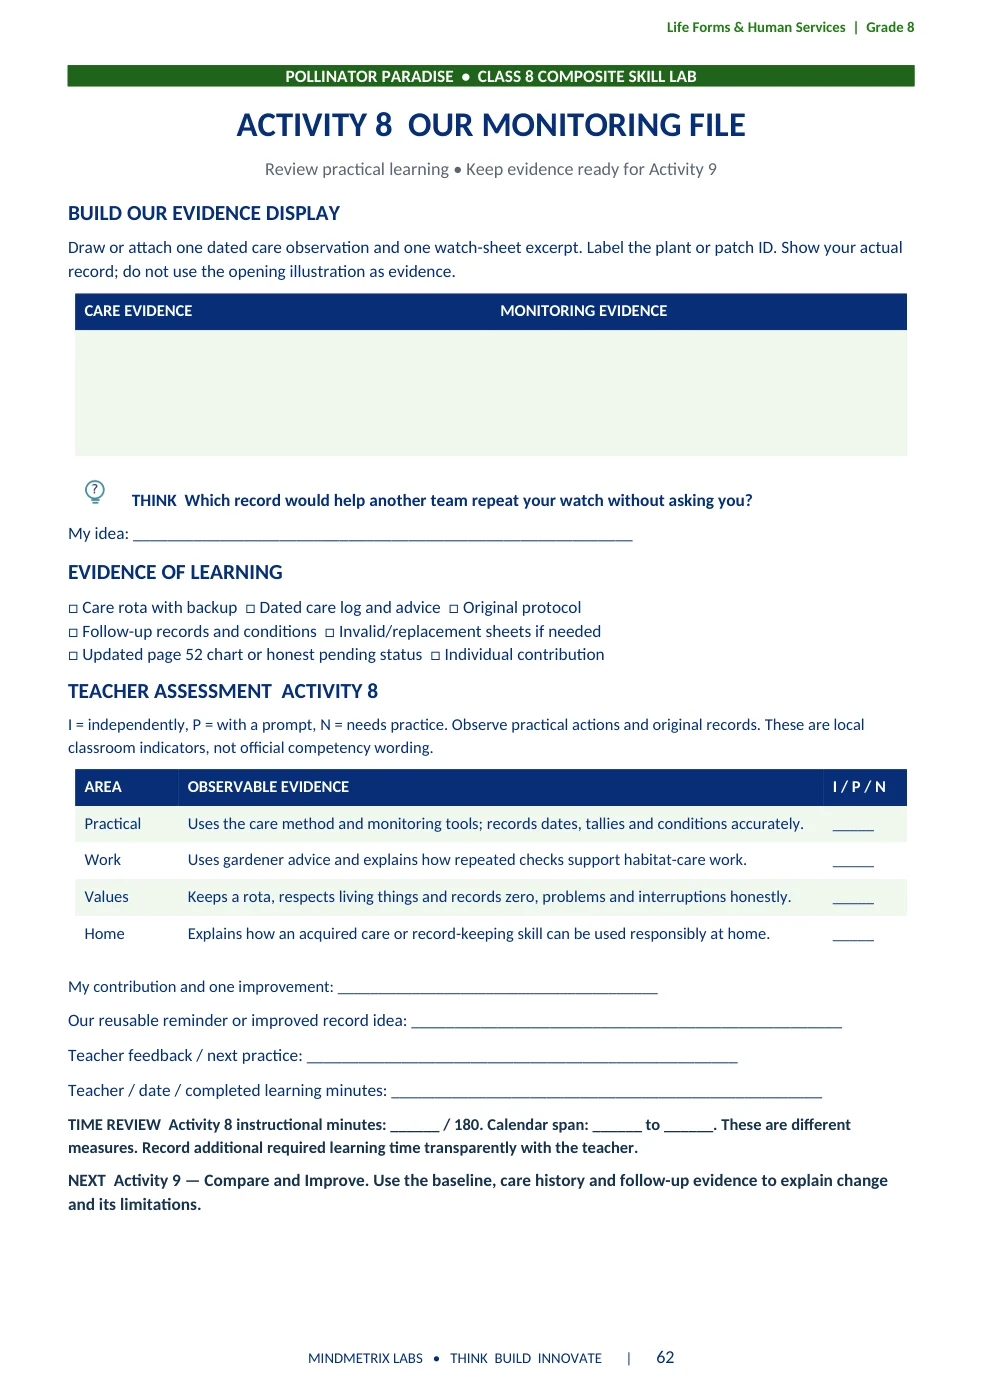 Life Forms & Human Services | Grade 8
POLLINATOR PARADISE ● CLASS 8 COMPOSITE SKILL LAB
ACTIVITY 8 OUR MONITORING FILE
Review practical learning • Keep evidence ready for Activity 9
BUILD OUR EVIDENCE DISPLAY
Draw or attach one dated care observation and one watch-sheet excerpt. Label the plant or patch ID. Show your actual
record; do not use the opening illustration as evidence.
CARE EVIDENCE MONITORING EVIDENCE
?
THINK Which record would help another team repeat your watch without asking you?
My idea: ____________________________________________________________
EVIDENCE OF LEARNING
□ Care rota with backup □ Dated care log and advice □ Original protocol
□ Follow-up records and conditions □ Invalid/replacement sheets if needed
□ Updated page 52 chart or honest pending status □ Individual contribution
TEACHER ASSESSMENT ACTIVITY 8
I = independently, P = with a prompt, N = needs practice. Observe practical actions and original records. These are local
classroom indicators, not official competency wording.
AREA OBSERVABLE EVIDENCE I / P / N
Practical Uses the care method and monitoring tools; records dates, tallies and conditions accurately. _____
Work Uses gardener advice and explains how repeated checks support habitat-care work. _____
Values Keeps a rota, respects living things and records zero, problems and interruptions honestly. _____
Home Explains how an acquired care or record-keeping skill can be used responsibly at home. _____
My contribution and one improvement: _______________________________________
Our reusable reminder or improved record idea: ____________________________________________________
Teacher feedback / next practice: ____________________________________________________
Teacher / date / completed learning minutes: ____________________________________________________
TIME REVIEW Activity 8 instructional minutes: ______ / 180. Calendar span: ______ to ______. These are different
measures. Record additional required learning time transparently with the teacher.
NEXT Activity 9 — Compare and Improve. Use the baseline, care history and follow-up evidence to explain change
and its limitations.
MINDMETRIX LABS ● THINK BUILD INNOVATE | 62